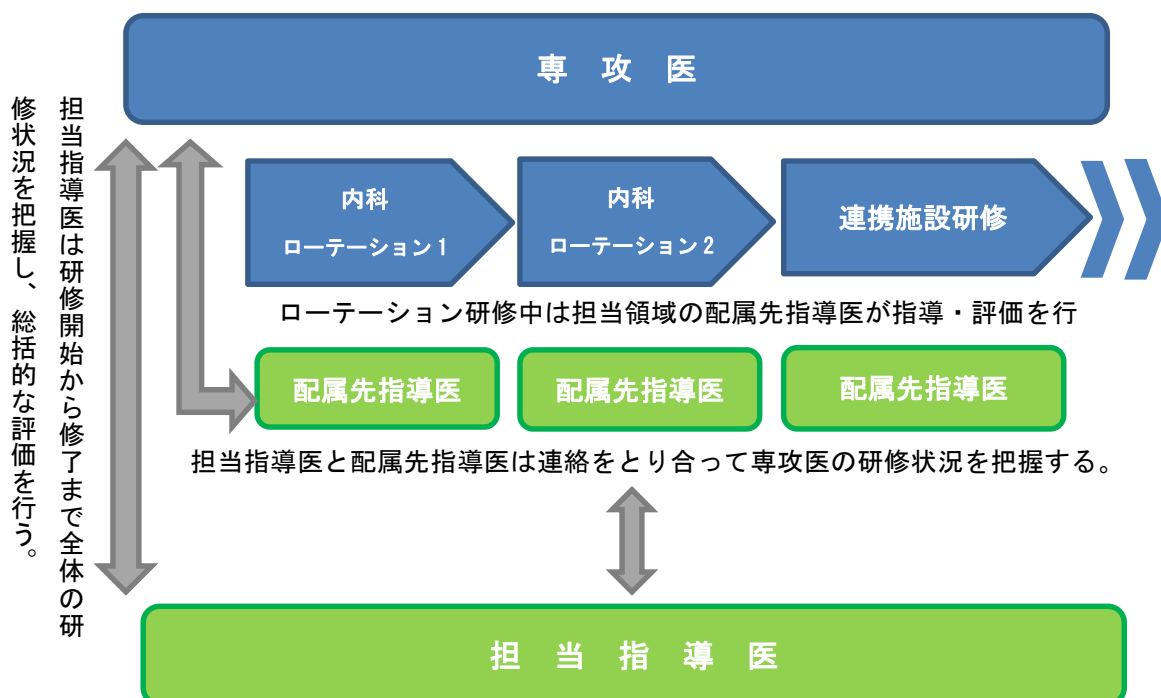 専攻医
担当指導医は研修開始から修了まで全体の研
修状況を把握し、総括的な評価を行う。
内科
ローテーション1
内科
ローテーション2
連携施設研修
ローテーション研修中は担当領域の配属先指導医が指導・評価を行
配属先指導医
配属先指導医
配属先指導医
担当指導医と配属先指導医は連絡をとり合って専攻医の研修状況を把握する。
担当指導医